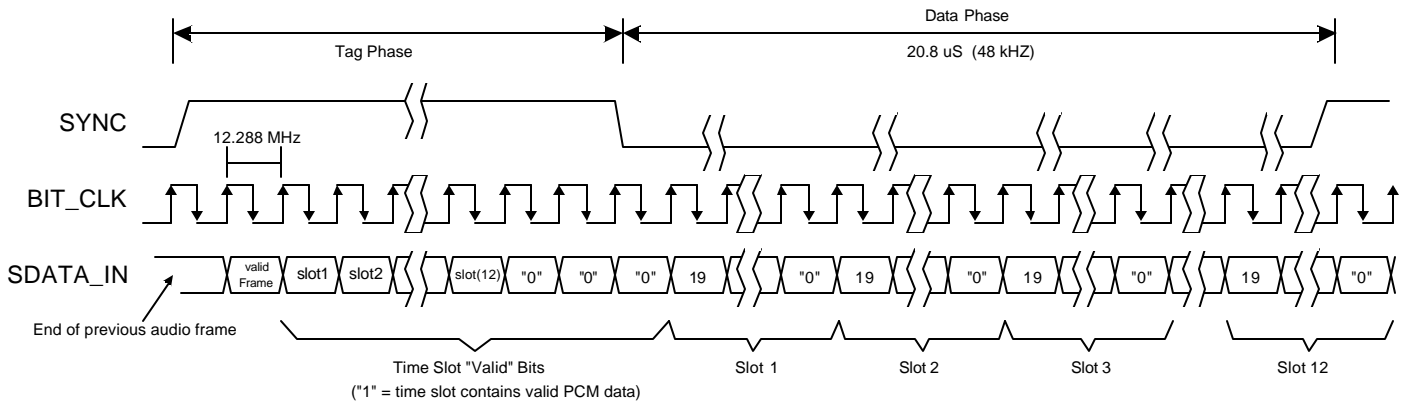 Data Phase
Tag Phase
20.8 uS (48 kHZ)
SYNC
12.288 MHz
BIT_CLK
SDATA_IN
valid
Frame
slot1
slot2
slot(12)
"0"
"0"
"0"
19
"0"
19
"0"
19
"0"
19
"0"
End of previous audio frame
Time Slot "Valid" Bits
("1" = time slot contains valid PCM data)
Slot 1
Slot 2
Slot 3
Slot 12